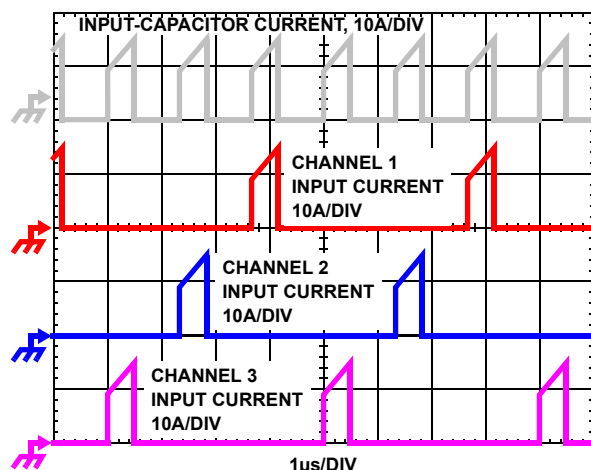 INPUT-CAPACITOR CURRENT, 10A/DIV
CHANNEL 1
INPUT CURRENT
10A/DIV
CHANNEL 2
INPUT CURRENT
10A/DIV
CHANNEL 3
INPUT CURRENT
10A/DIV
1us/DIV